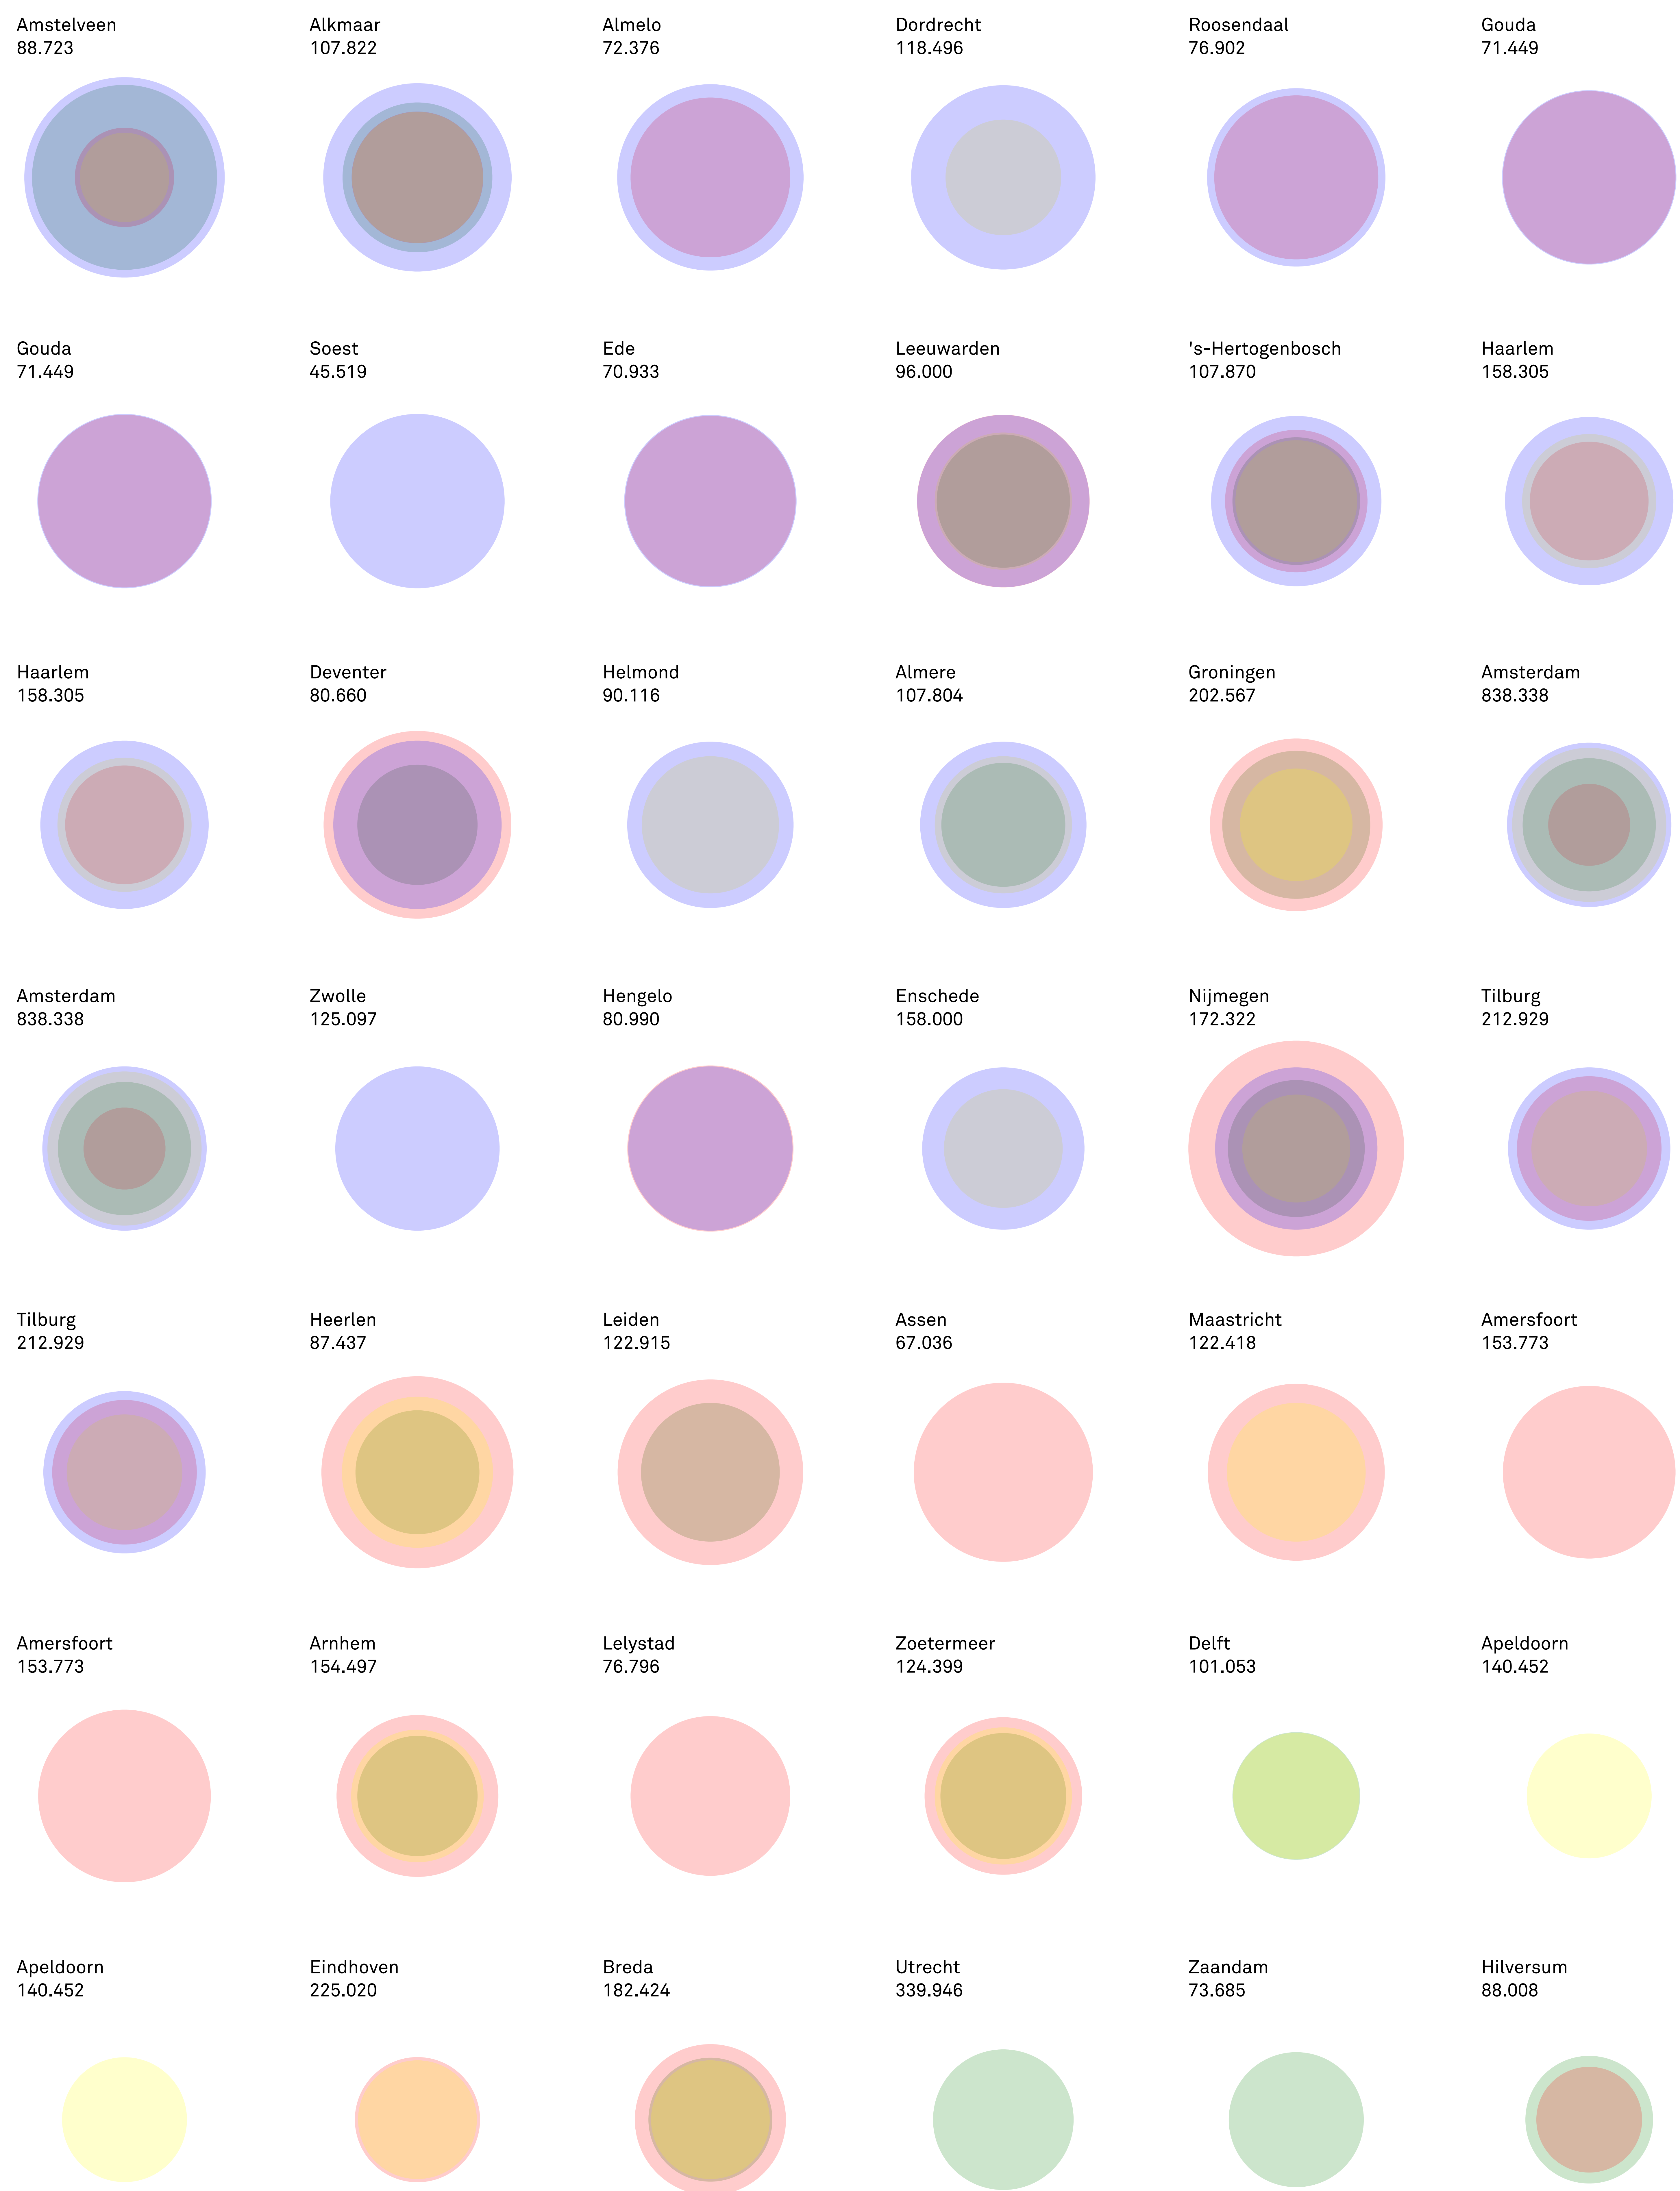 Amstelveen
88.723
Alkmaar
107.822
Almelo
72.376
Dordrecht
118.496
Roosendaal
76.902
Gouda
71.449
Gouda
71.449
Soest
45.519
Ede
70.933
Leeuwarden
96.000
's-Hertogenbosch
107.870
Haarlem
158.305
Haarlem
158.305
Deventer
80.660
Helmond
90.116
Almere
107.804
Groningen
202.567
Amsterdam
838.338
Amsterdam
838.338
Zwolle
125.097
Hengelo
80.990
Enschede
158.000
Nijmegen
172.322
Tilburg
212.929
Tilburg
212.929
Heerlen
87.437
Leiden
122.915
Assen
67.036
Maastricht
122.418
Amersfoort
153.773
Amersfoort
153.773
Arnhem
154.497
Lelystad
76.796
Zoetermeer
124.399
Delft
101.053
Apeldoorn
140.452
Apeldoorn
140.452
Eindhoven
225.020
Breda
182.424
Utrecht
339.946
Zaandam
73.685
Hilversum
88.008